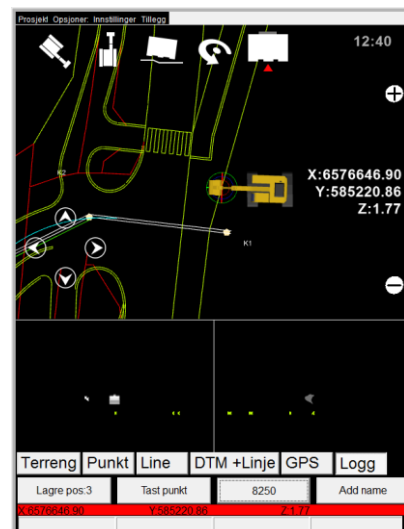 Prosjekt Opsjoner: Innstillinger Tillegg
12:40
X:6576646.90
Y:585220.86
Z:1.77
K2
K1
Terreng Punkt Line DTM +Linje GPS Logg
Lagre pos:3 Tast punkt 8250 Add name
X:6576646.90 Y:585220.86 Z:1.77